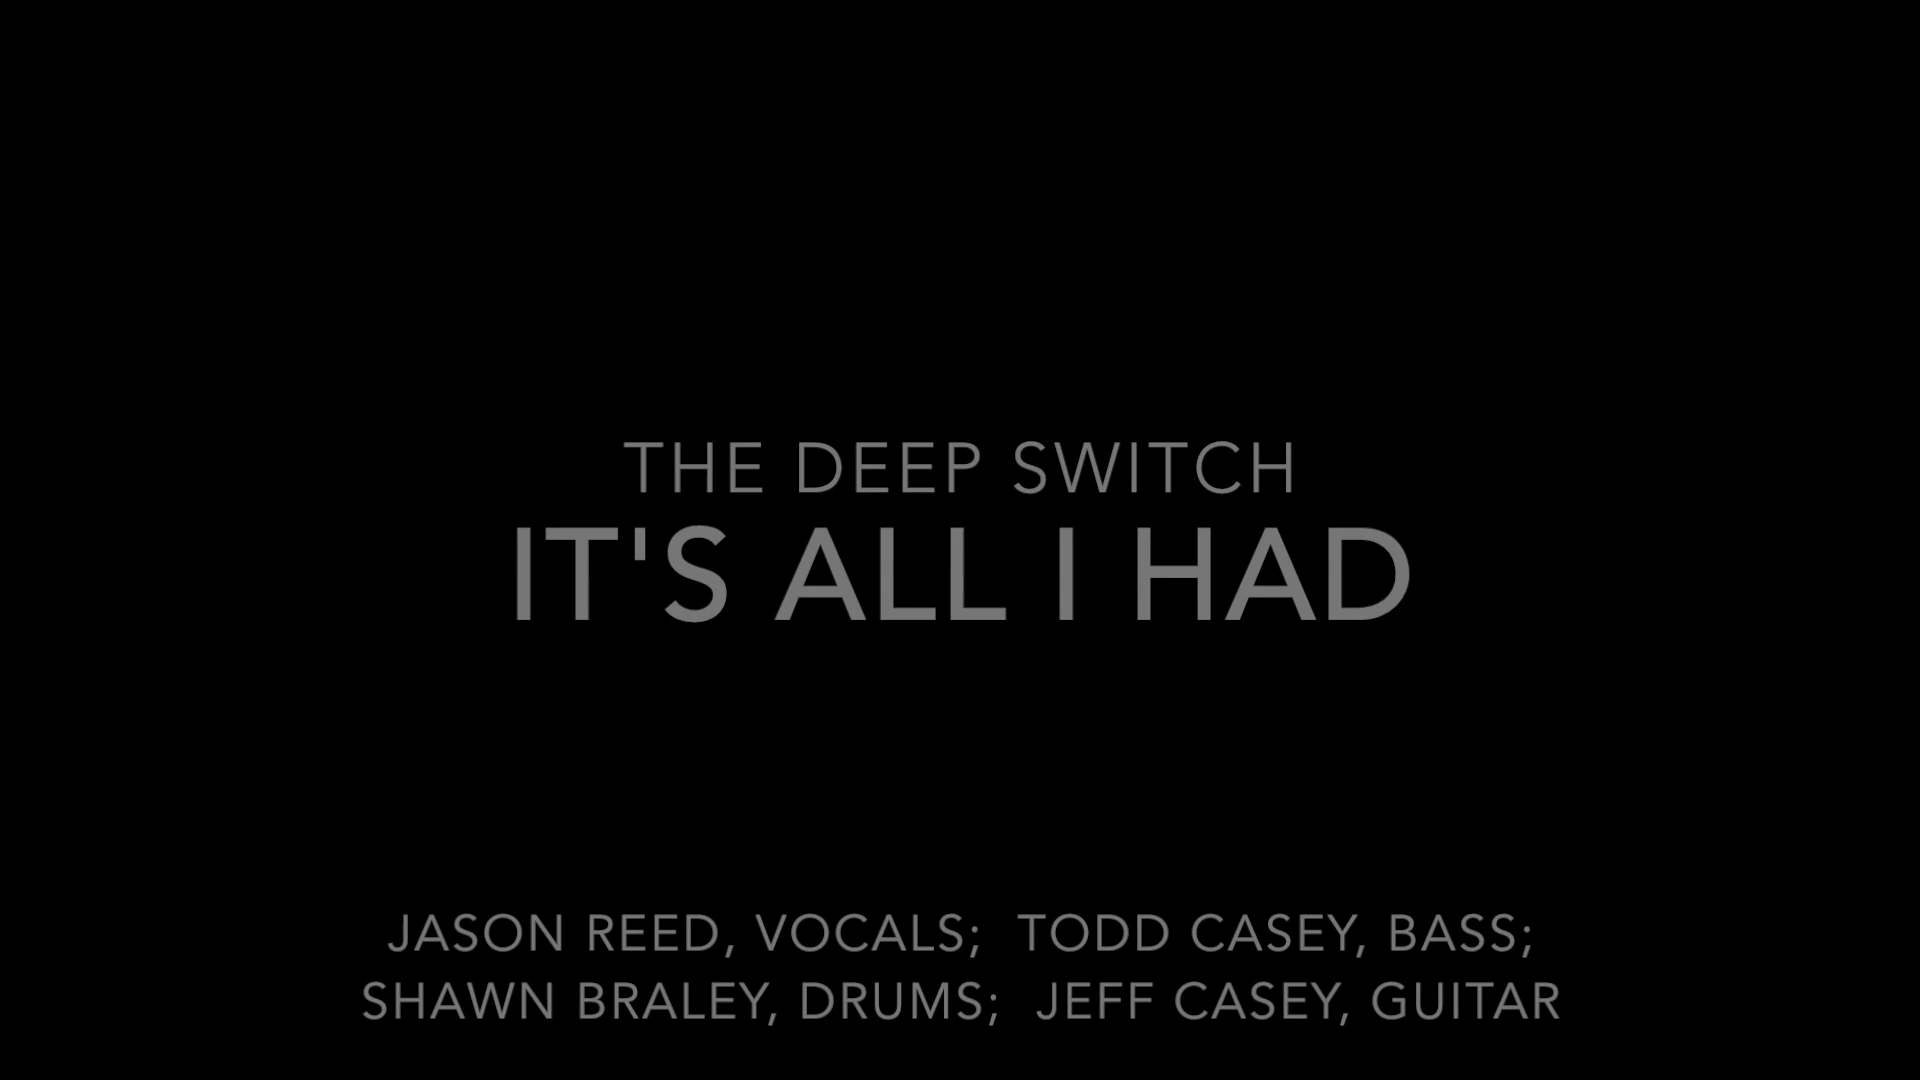 THE DEEP SWITCH
IT'S ALL I HAD
JASON REED, VOCALS;  TODD CASEY, BASS;
SHAWN BRALEY, DRUMS;  JEFF CASEY, GUITAR